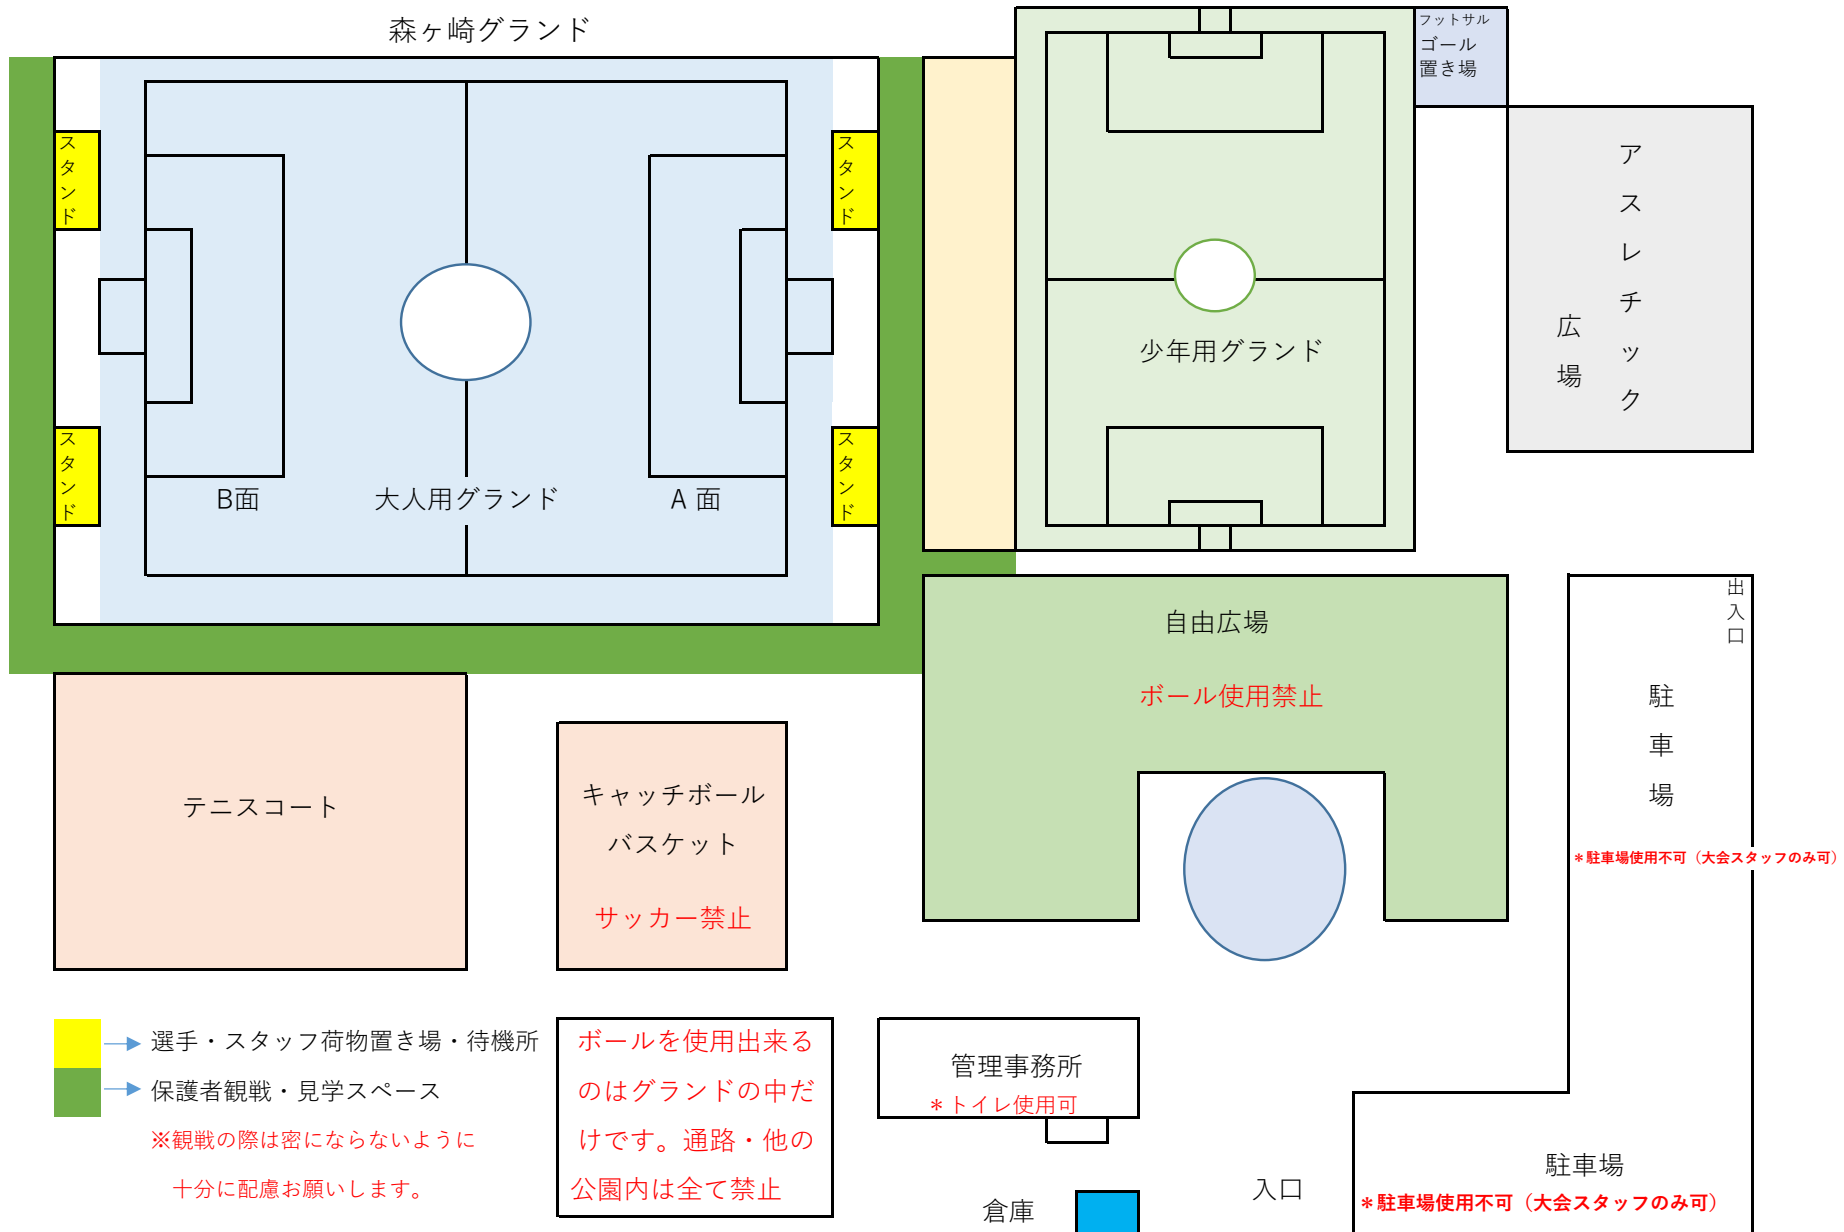 森ヶ崎グランド
フットサル
ゴール
置き場
スタンド
スタンド
アスレチック
広場
少年用グランド
スタンド
スタンド
B面
大人用グランド
A 面
自由広場
ボール使用禁止
出入口
駐車場
＊駐車場使用不可（大会スタッフのみ可）
テニスコート
キャッチボール
バスケット
サッカー禁止
選手・スタッフ荷物置き場・待機所
保護者観戦・見学スペース
※観戦の際は密にならないように
十分に配慮お願いします。
ボールを使用出来る
のはグランドの中だ
けです。通路・他の
公園内は全て禁止
管理事務所
＊トイレ使用可
倉庫
入口
駐車場
＊駐車場使用不可（大会スタッフのみ可）